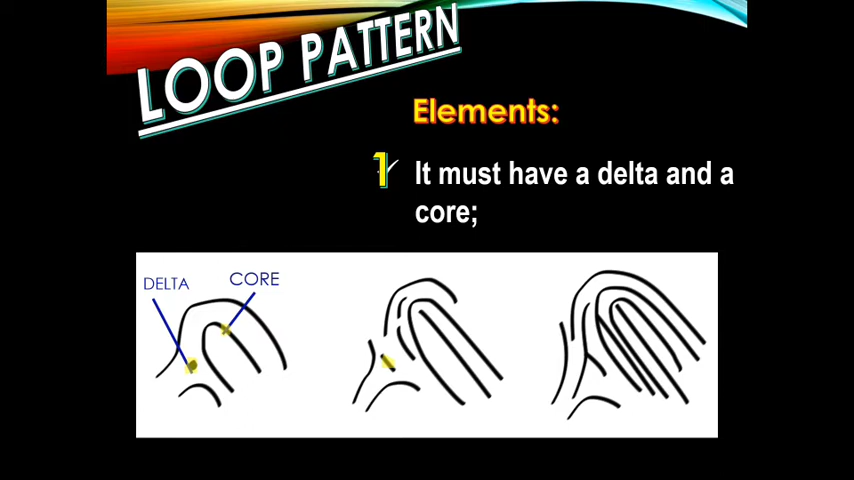 LOOP PATTERN
Elements:
1 It must have a delta and a
core;
DELTA
CORE